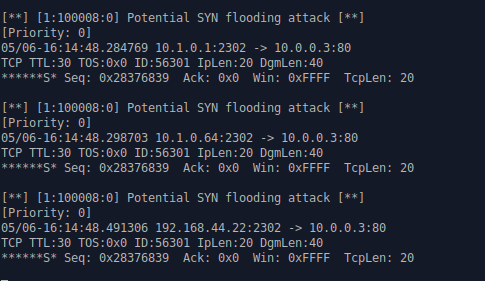 [**] [1:100008:0] Potential SYN flooding attack [**]
[Priority: 0]
05/06-16:14:48.284769 10.1.0.1:2302 -> 10.0.0.3:80
TCP TTL:30 TOS:0x0 ID:56301 IpLen:20 DgmLen:40
******S* Seq: 0x28376839  Ack: 0x0  Win: 0xFFFF  TcpLen: 20
[**] [1:100008:0] Potential SYN flooding attack [**]
[Priority: 0]
05/06-16:14:48.298703 10.1.0.64:2302 -> 10.0.0.3:80
TCP TTL:30 TOS:0x0 ID:56301 IpLen:20 DgmLen:40
******S* Seq: 0x28376839  Ack: 0x0  Win: 0xFFFF  TcpLen: 20
[**] [1:100008:0] Potential SYN flooding attack [**]
[Priority: 0]
05/06-16:14:48.491306 192.168.44.22:2302 -> 10.0.0.3:80
TCP TTL:30 TOS:0x0 ID:56301 IpLen:20 DgmLen:40
******S* Seq: 0x28376839  Ack: 0x0  Win: 0xFFFF  TcpLen: 20